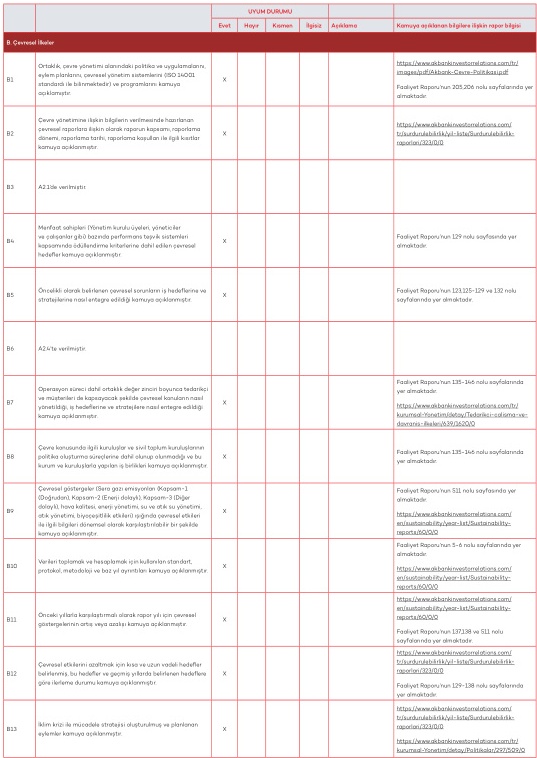 UYUM DURUMU
Evet Hayır Kısmen İlgisiz Açıklama Kamuya açıklanan bilgilere ilişkin rapor bilgisi
B. Çevresel İlkeler
B1
Ortaklık, çevre yönetimi alanındaki politika ve uygulamalarını,
eylem planlarını, çevresel yönetim sistemlerini (ISO 14001
standardı ile bilinmektedir) ve programlarını kamuya
açıklamıştır.
X
https://www.akbankinvestorrelations.com/tr/
images/pdf/Akbank-Cevre-Politikasi.pdf
Faaliyet Raporu'nun 205,206 nolu sayfalarında yer
almaktadır.
B2
Çevre yönetimine ilişkin bilgilerin verilmesinde hazırlanan
çevresel raporlara ilişkin olarak raporun kapsamı, raporlama
dönemi, raporlama tarihi, raporlama koşulları ile ilgili kısıtlar
kamuya açıklanmıştır.
X
https://www.akbankinvestorrelations.com/
tr/surdurulebilirlik/yil-liste/Surdurulebilirlik-
raporlari/323/0/0
B3
A2.1'de verilmiştir.
B4
Menfaat sahipleri (Yönetim kurulu üyeleri, yöneticiler
ve çalışanlar gibi) bazında performans teşvik sistemleri
kapsamında ödüllendirme kriterlerine dahil edilen çevresel
hedefler kamuya açıklanmıştır.
X
Faaliyet Raporu'nun 129 nolu sayfasında yer
almaktadır.
B5
Öncelikli olarak belirlenen çevresel sorunların iş hedeflerine ve
stratejilerine nasıl entegre edildiği kamuya açıklanmıştır.
X
Faaliyet Raporu'nun 123,125-129 ve 132 nolu
sayfalarında yer almaktadır.
B6
A2.4'te verilmiştir.
B7
Operasyon süreci dahil ortaklık değer zinciri boyunca tedarikçi
ve müşterileri de kapsayacak şekilde çevresel konuların nasıl
yönetildiği, iş hedeflerine ve stratejilere nasıl entegre edildiği
kamuya açıklanmıştır.
X
Faaliyet Raporu'nun 135-146 nolu sayfalarında
yer almaktadır.
https://www.akbankinvestorrelations.com/tr/
kurumsal-Yonetim/detay/Tedarikci-calisma-ve-
davranis-ilkeleri/639/1620/0
B8
Çevre konusunda ilgili kuruluşlar ve sivil toplum kuruluşlarının
politika oluşturma süreçlerine dahil olunup olunmadığı ve bu
kurum ve kuruluşlarla yapılan iş birlikleri kamuya açıklanmıştır.
X
Faaliyet Raporu'nun 135-146 nolu sayfalarında
yer almaktadır.
B9
Çevresel göstergeler (Sera gazı emisyonları (Kapsam-1
(Doğrudan), Kapsam-2 (Enerji dolaylı), Kapsam-3 (Diğer
dolaylı), hava kalitesi, enerji yönetimi, su ve atık su yönetimi,
atık yönetimi, biyoçeşitlilik etkileri) ışığında çevresel etkileri
ile ilgili bilgileri dönemsel olarak karşılaştırılabilir bir şekilde
kamuya açıklanmıştır.
X
Faaliyet Raporu'nun 511 nolu sayfasında yer
almaktadır.
https://www.akbankinvestorrelations.com/
en/sustainability/year-list/Sustainability-
reports/60/0/0
B10
Verileri toplamak ve hesaplamak için kullanılan standart,
protokol, metodoloji ve baz yıl ayrıntıları kamuya açıklanmıştır.
X
Faaliyet Raporu'nun 5-6 nolu sayfalarında yer
almaktadır.
https://www.akbankinvestorrelations.com/
en/sustainability/year-list/Sustainability-
reports/60/0/0
B11
Önceki yıllarla karşılaştırmalı olarak rapor yılı için çevresel
göstergelerinin artış veya azalışı kamuya açıklanmıştır.
X
https://www.akbankinvestorrelations.com/
en/sustainability/year-list/Sustainability-
reports/60/0/0
Faaliyet Raporu'nun 137,138 ve 511 nolu
sayfalarında yer almaktadır.
B12
Çevresel etkilerini azaltmak için kısa ve uzun vadeli hedefler
belirlenmiş, bu hedefler ve geçmiş yıllarda belirlenen hedeflere
göre ilerleme durumu kamuya açıklanmıştır.
X
https://www.akbankinvestorrelations.com/
tr/surdurulebilirlik/yil-liste/Surdurulebilirlik-
raporlari/323/0/0
Faaliyet Raporu'nun 129-138 nolu sayfalarında
yer almaktadır.
B13
İklim krizi ile mücadele stratejisi oluşturulmuş ve planlanan
eylemler kamuya açıklanmıştır.
X
https://www.akbankinvestorrelations.com/
tr/surdurulebilirlik/yil-liste/Surdurulebilirlik-
raporlari/323/0/0
https://www.akbankinvestorrelations.com/tr/
kurumsal-Yonetim/detay/Politikalar/297/509/0